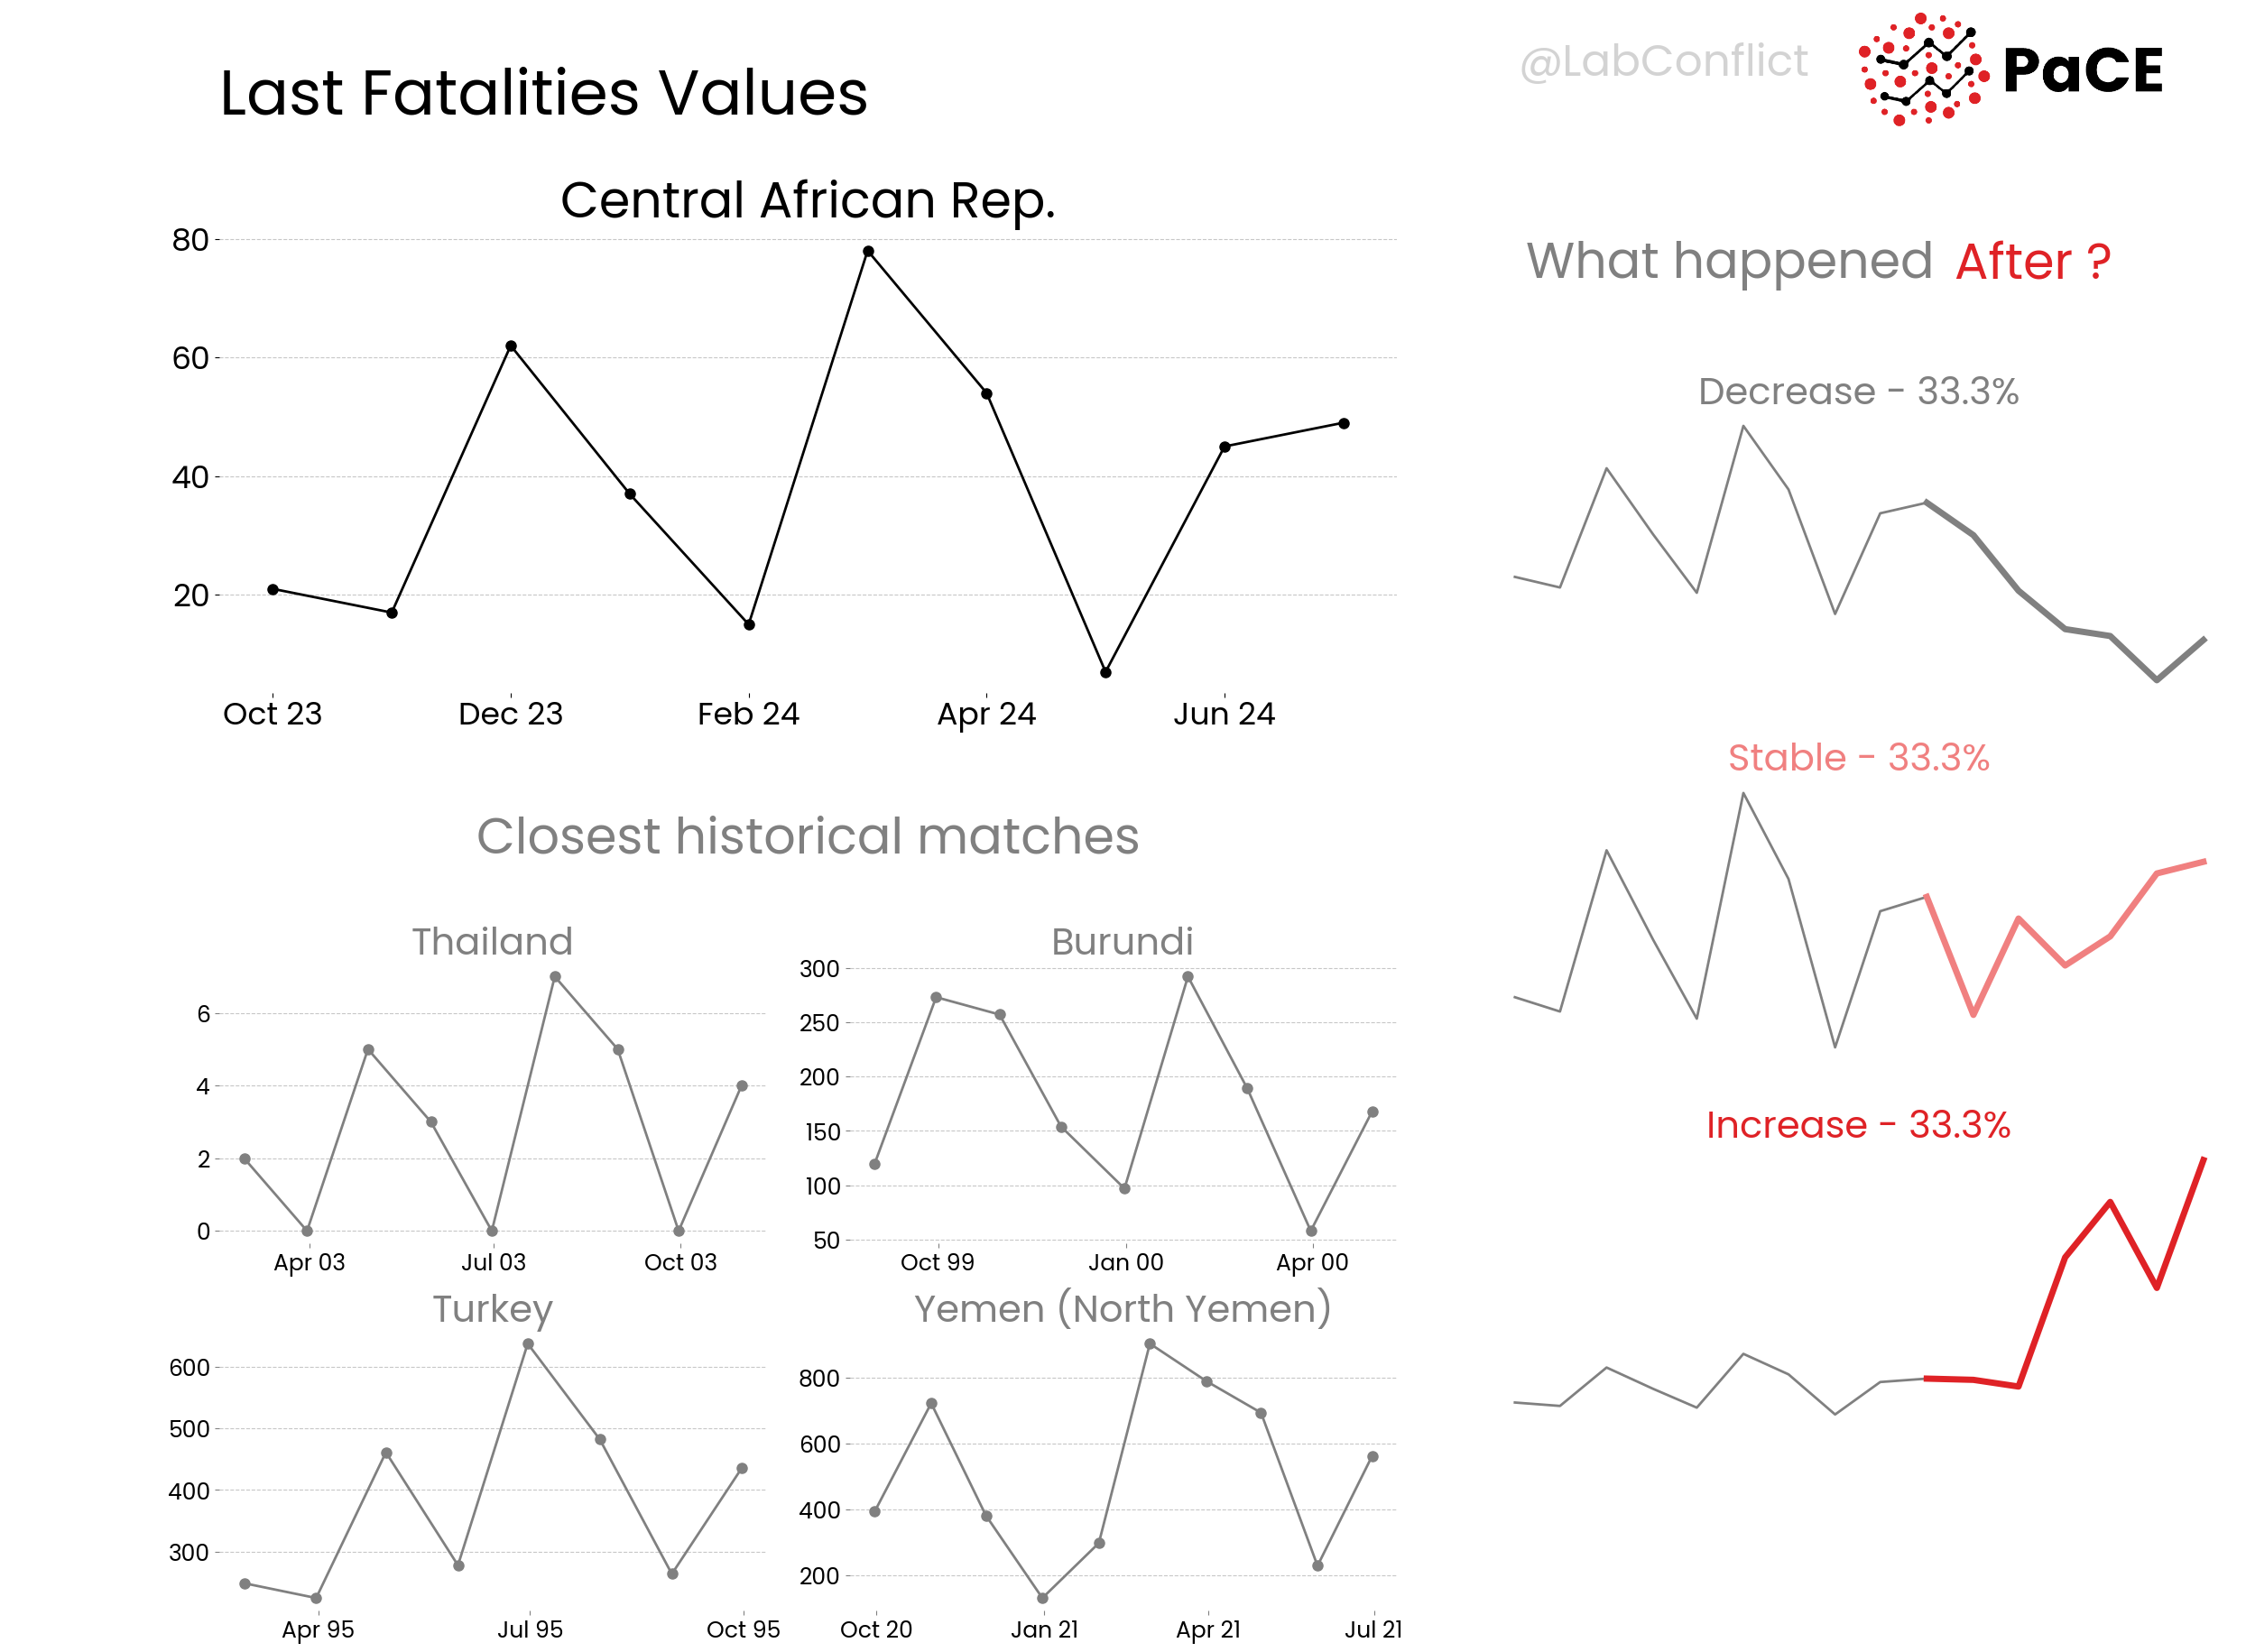 @LabConflict
PaCE
Last Fatalities Values
Central African Rep.
80
60
40
20
Oct 23
Dec 23
Feb 24
Apr 24
Jun 24
What happened After ?
Decrease - 33.3%
Stable - 33.3%
Increase - 33.3%
Closest historical matches
Thailand
6
4
2
0
Apr 03
Jul 03
Oct 03
Burundi
300
250
200
150
100
50
Oct 99
Jan 00
Apr 00
Turkey
600
500
400
300
Apr 95
Jul 95
Oct 95
Yemen (North Yemen)
800
600
400
200
Oct 20
Jan 21
Apr 21
Jul 21